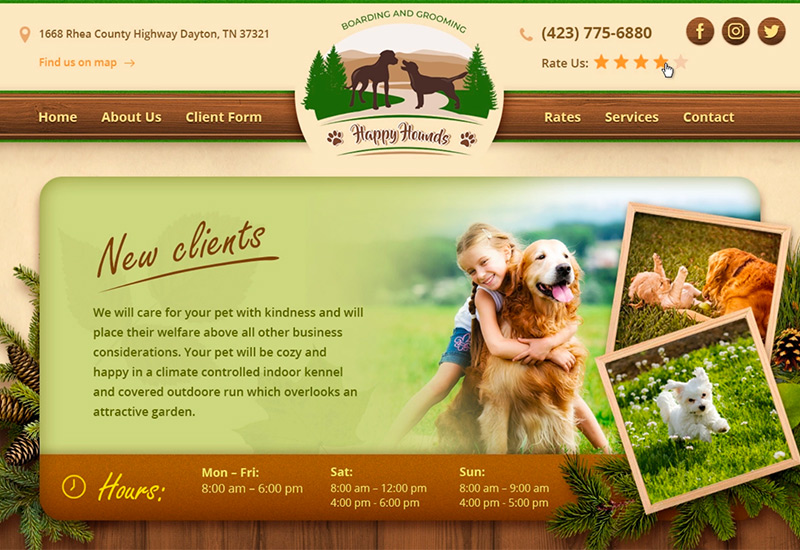 1668 Rhea County Highway Dayton, TN 37321
Find us on map
BOARDING AND GROOMING
Happy Hounds
(423) 775-6880
Rate Us:
Home About Us Client Form
Rates Services Contact
New clients
We will care for your pet with kindness and will
place their welfare above all other business
considerations. Your pet will be cozy and
happy in a climate controlled indoor kennel
and covered outdoore run which overlooks an
attractive garden.
Hours:
Mon – Fri:
8:00 am – 6:00 pm
Sat:
8:00 am – 12:00 pm
4:00 pm - 6:00 pm
Sun:
8:00 am – 9:00 am
4:00 pm - 5:00 pm